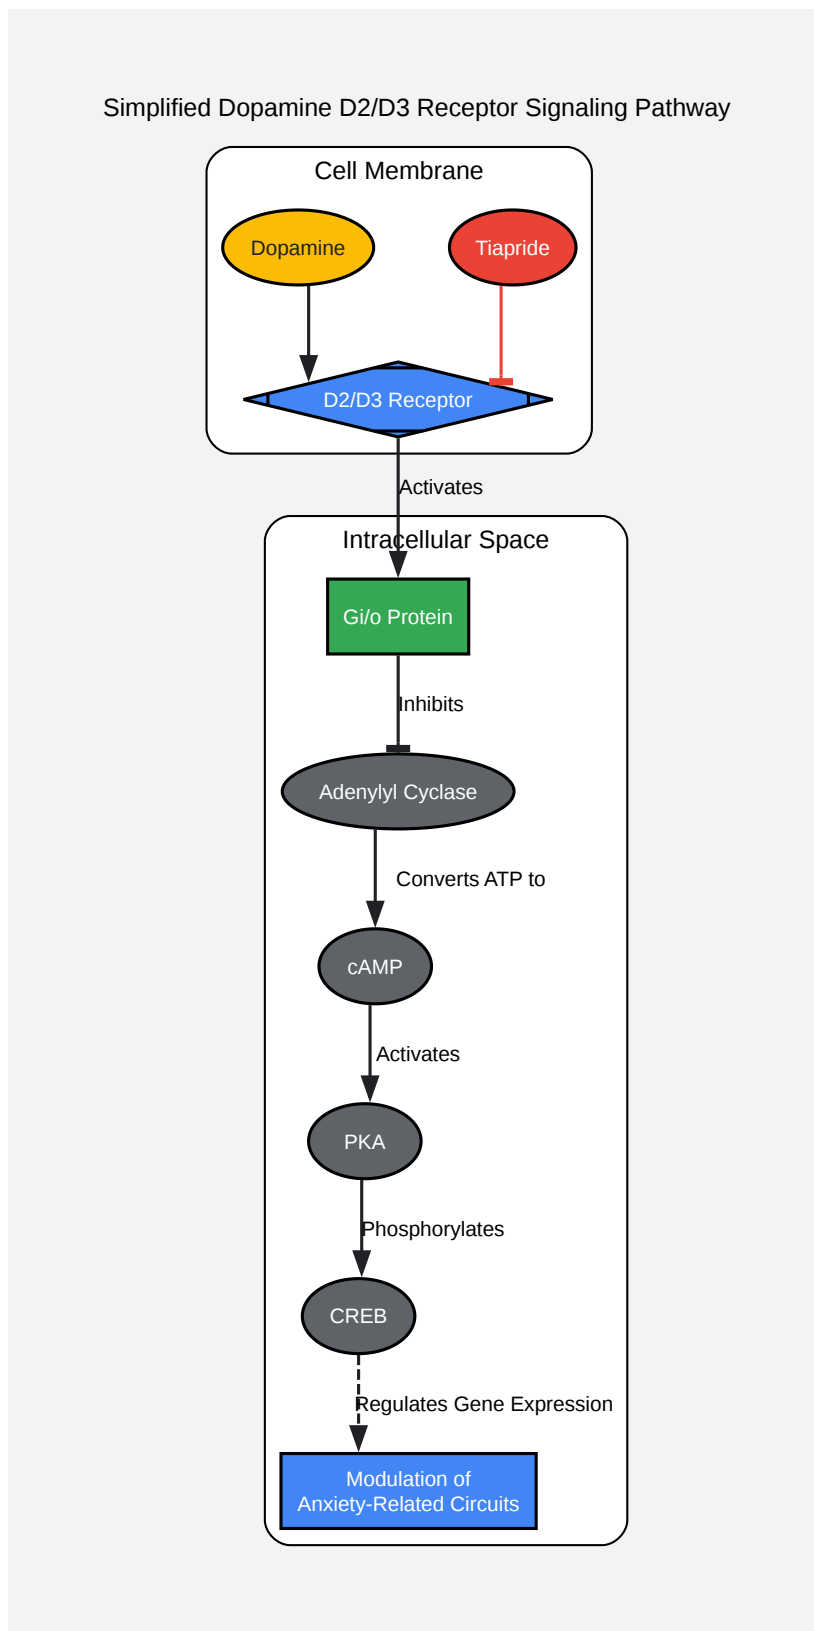 Simplified Dopamine D2/D3 Receptor Signaling Pathway
Cell Membrane
Dopamine
Tiapride
D2/D3 Receptor
Activates
Intracellular Space
Gi/o Protein
Inhibits
Adenylyl Cyclase
Converts ATP to
cAMP
Activates
PKA
Phosphorylates
CREB
Regulates Gene Expression
Modulation of
Anxiety-Related Circuits